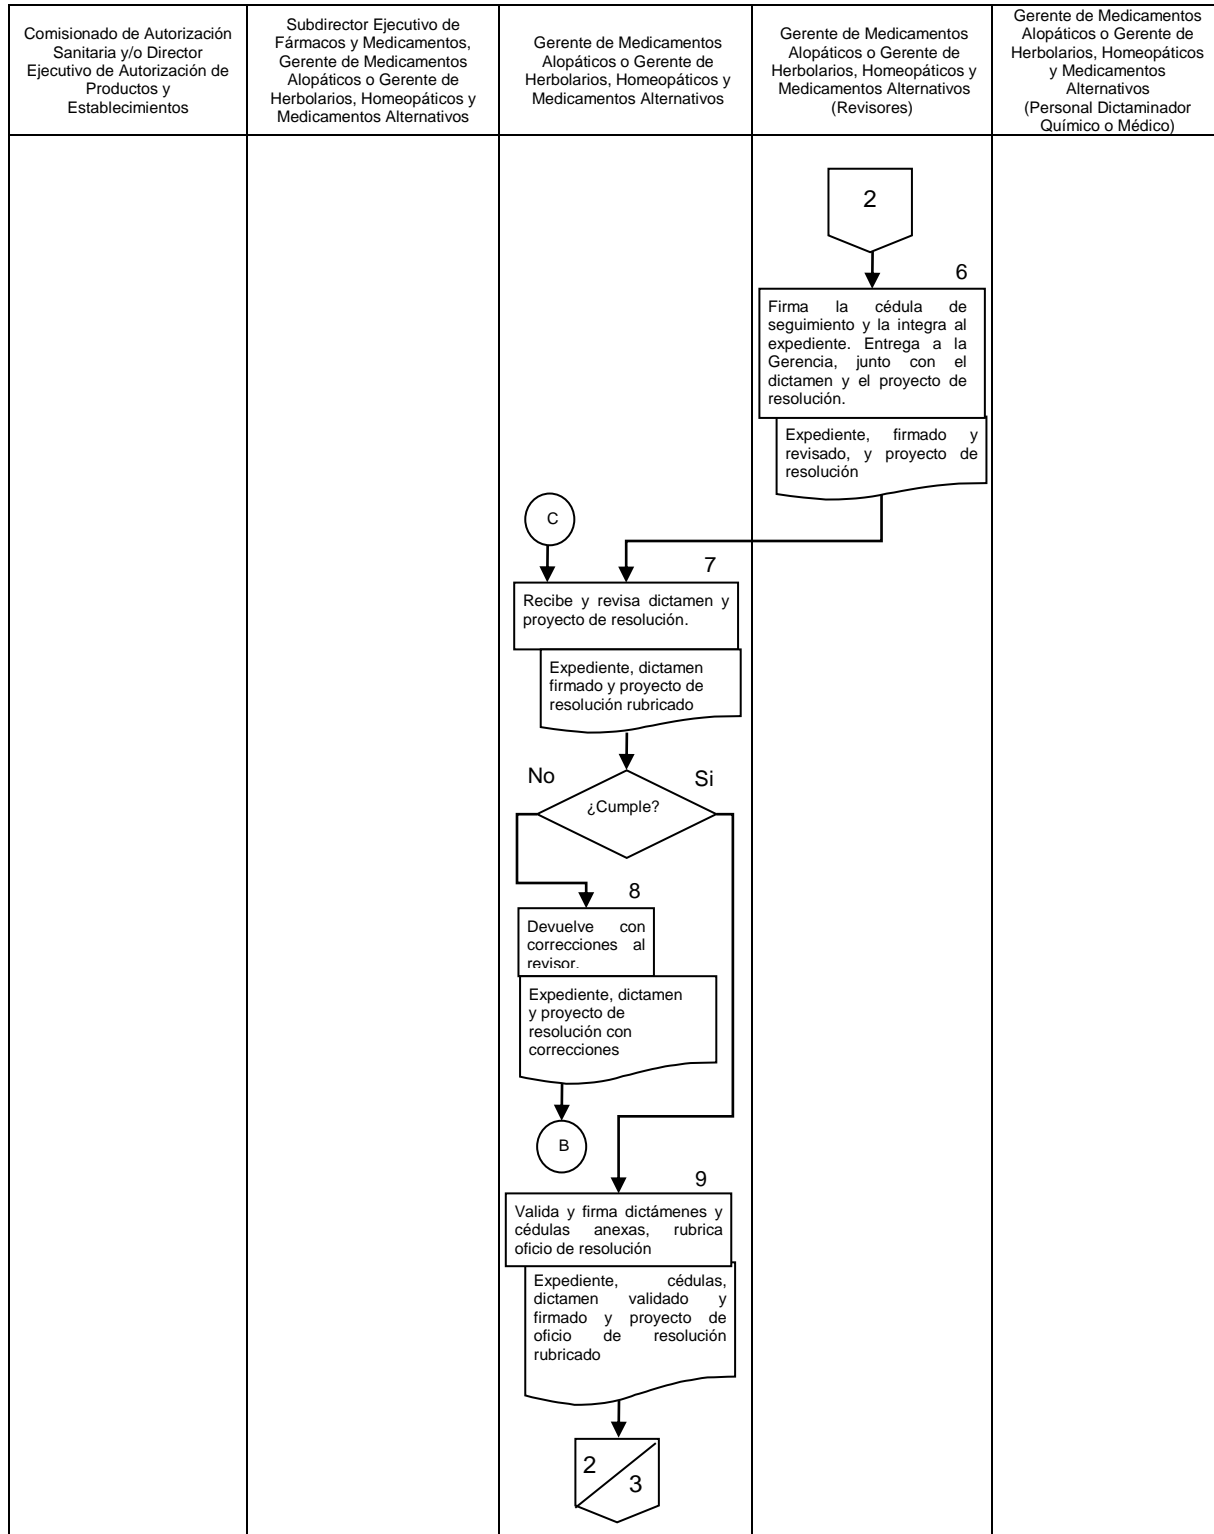 Comisionado de Autorización
Sanitaria y/o Director
Ejecutivo de Autorización de
Productos y
Establecimientos
Subdirector Ejecutivo de
Fármacos y Medicamentos,
Gerente de Medicamentos
Alopáticos o Gerente de
Herbolarios, Homeopáticos y
Medicamentos Alternativos
Gerente de Medicamentos
Alopáticos o Gerente de
Herbolarios, Homeopáticos y
Medicamentos Alternativos
Gerente de Medicamentos
Alopáticos o Gerente de
Herbolarios, Homeopáticos y
Medicamentos Alternativos
(Revisores)
Gerente de Medicamentos
Alopáticos o Gerente de
Herbolarios, Homeopáticos
y Medicamentos
Alternativos
(Personal Dictaminador
Químico o Médico)
2
6
Firma la cédula de
seguimiento y la integra al
expediente. Entrega a la
Gerencia, junto con el
dictamen y el proyecto de
resolución.
Expediente, firmado y
revisado, y proyecto de
resolución
C
7
Recibe y revisa dictamen y
proyecto de resolución.
Expediente, dictamen
firmado y proyecto de
resolución rubricado
No
Si
¿Cumple?
8
Devuelve con
correcciones al
revisor.
Expediente, dictamen
y proyecto de
resolución con
correcciones
B
9
Valida y firma dictámenes y
cédulas anexas, rubrica
oficio de resolución
Expediente, cédulas,
dictamen validado y
firmado y proyecto de
oficio de resolución
rubricado
2
3